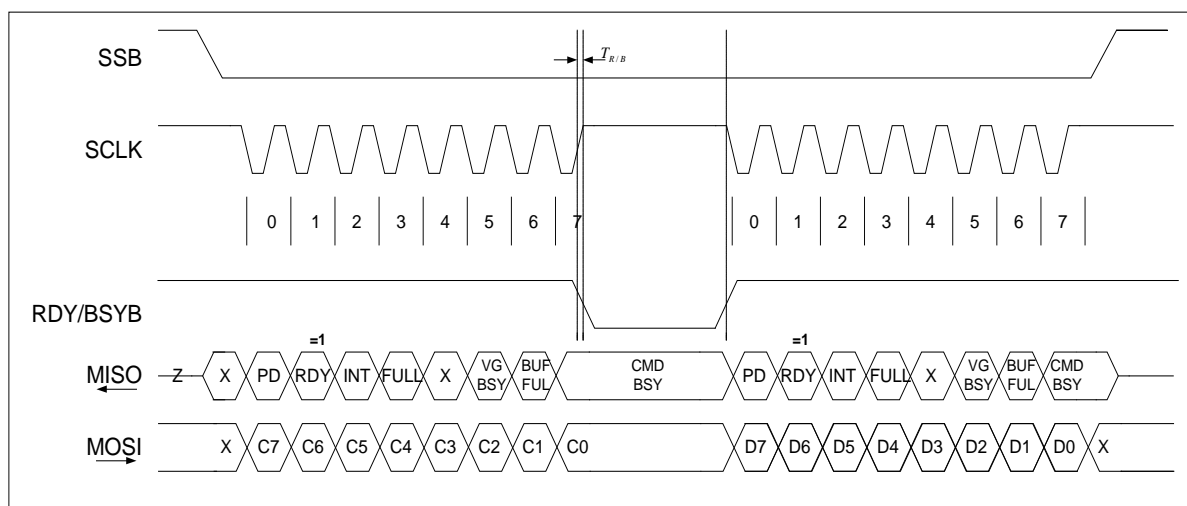 SSB
T R/B
SCLK
0 1 2 3 4 5 6 7 0 1 2 3 4 5 6 7
RDY/BSYB
=1 =1
MISO Z X PD RDY INT FULL X VG BSY BUF FUL CMD BSY PD RDY INT FULL X VG BSY BUF FUL CMD BSY
MOSI X C7 C6 C5 C4 C3 C2 C1 C0 D7 D6 D5 D4 D3 D2 D1 D0 X